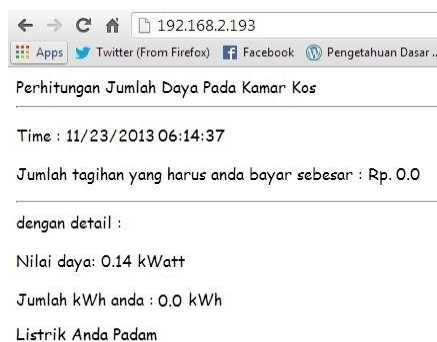 192.168.2.193
Apps Twitter (From Firefox) Facebook Pengetahuan Dasar ..
Perhitungan Jumlah Daya Pada Kamar Kos
Time : 11/23/2013 06:14:37
Jumlah tagihan yang harus anda bayar sebesar : Rp. 0.0
dengan detail :
Nilai daya: 0.14 kWatt
Jumlah kWh anda : 0.0 kWh
Listrik Anda Padam